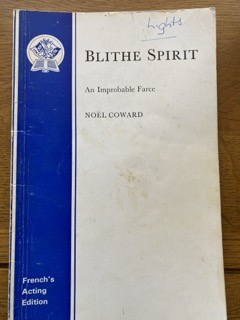 lights
BLITHE SPIRIT
An Improbable Farce
NOËL COWARD
French's
Acting
Edition